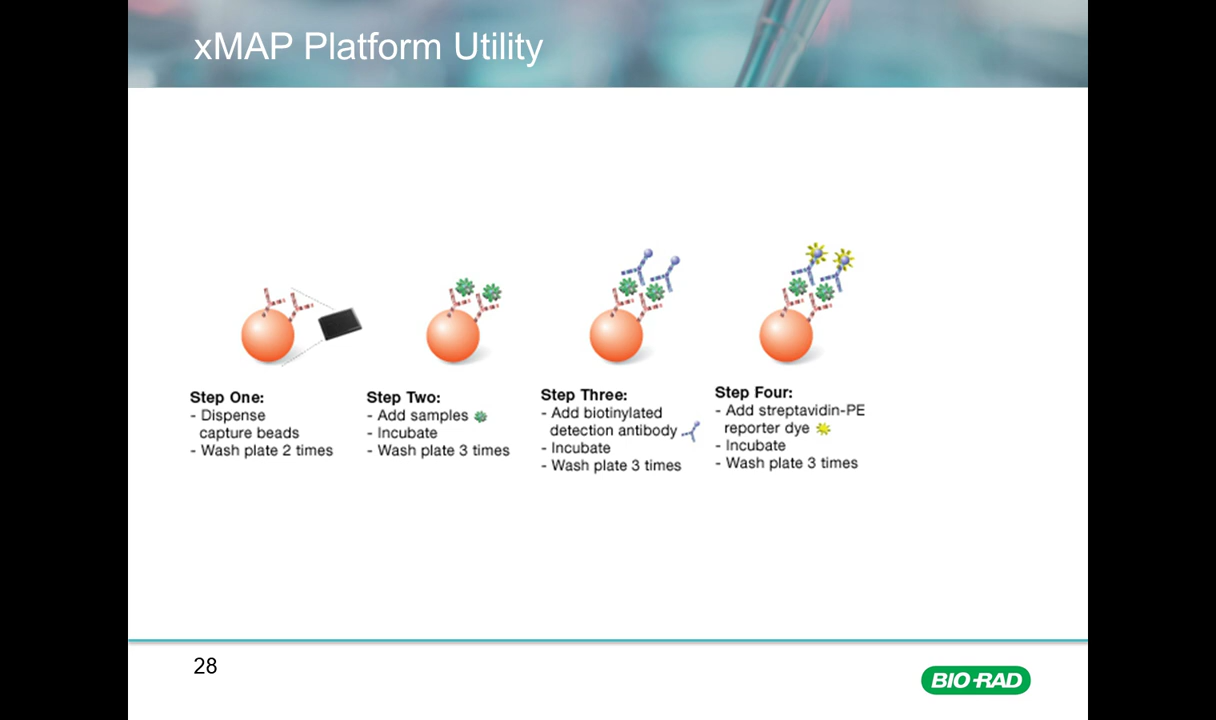 xMAP Platform Utility
Step One:
- Dispense
capture beads
- Wash plate 2 times
Step Two:
- Add samples
- Incubate
- Wash plate 3 times
Step Three:
- Add biotinylated
detection antibody
- Incubate
- Wash plate 3 times
Step Four:
- Add streptavidin-PE
reporter dye
- Incubate
- Wash plate 3 times
28
BIO-RAD